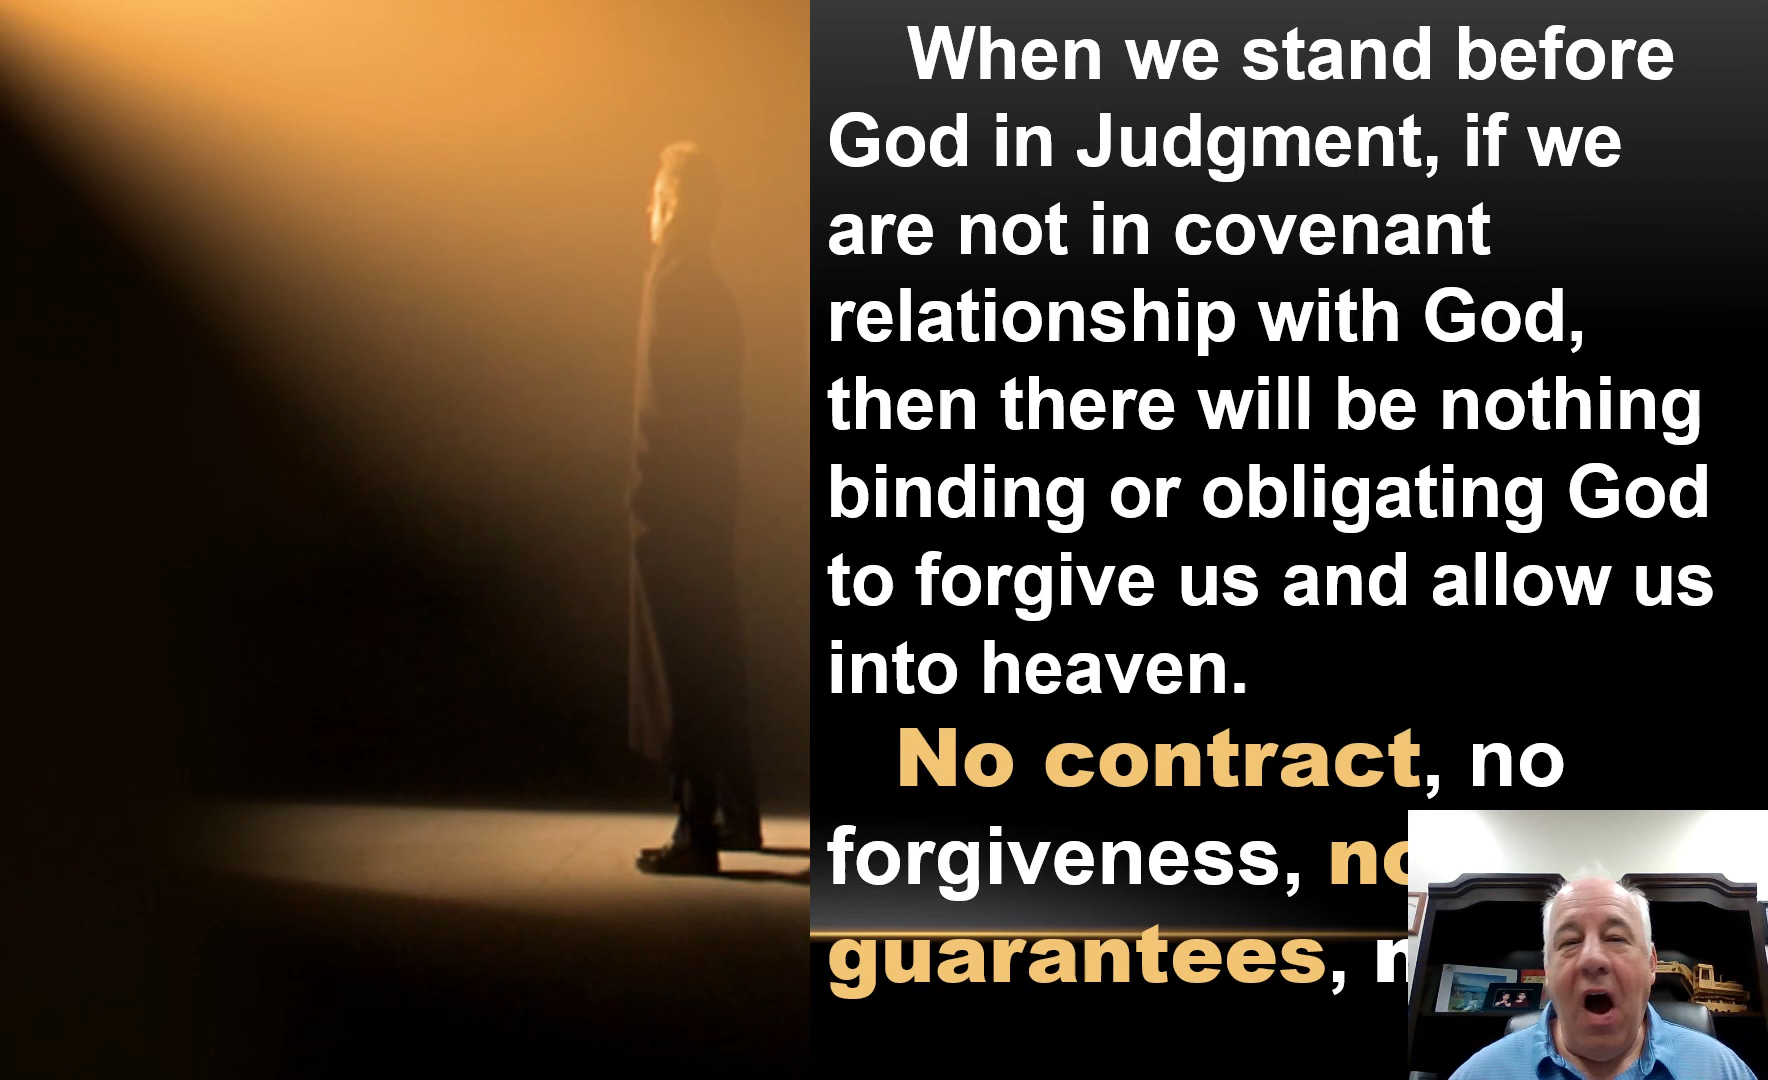 When we stand before
God in Judgment, if we
are not in covenant
relationship with God,
then there will be nothing
binding or obligating God
to forgive us and allow us
into heaven.
No contract, no
forgiveness, no
guarantees,